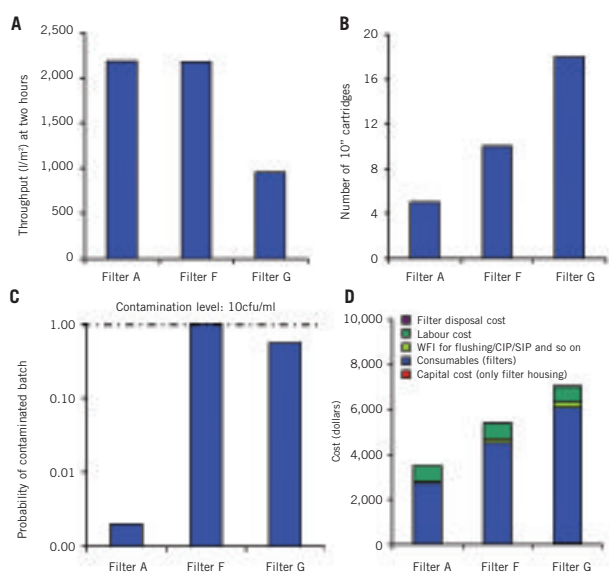 A
Throughput (l/m²) at two hours
2,500
2,000
1,500
1,000
500
0
Filter A Filter F Filter G
B
Number of 10" cartridges
20
16
12
8
4
0
Filter A Filter F Filter G
C
Contamination level: 10cfu/ml
Probability of contaminated batch
1.00
0.10
0.01
0.00
Filter A Filter F Filter G
D
Cost (dollars)
10,000
8,000
6,000
4,000
2,000
0
Filter disposal cost
Labour cost
WFI for flushing/CIP/SIP and so on
Consumables (filters)
Capital cost (only filter housing)
Filter A Filter F Filter G